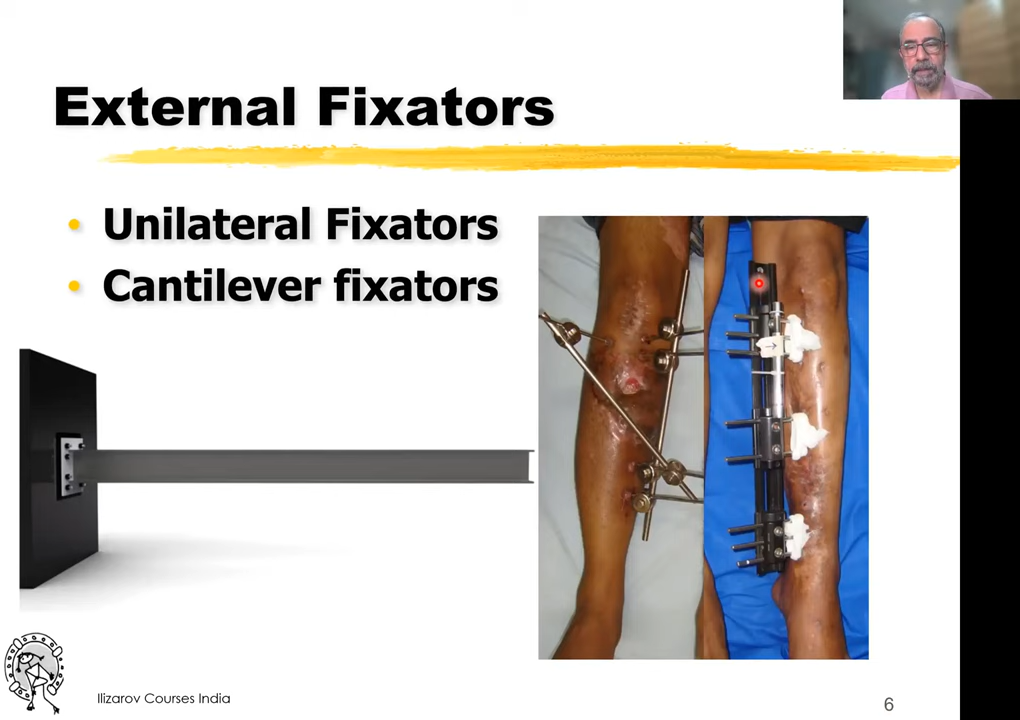 External Fixators
• Unilateral Fixators
• Cantilever fixators
Ilizarov Courses India
6